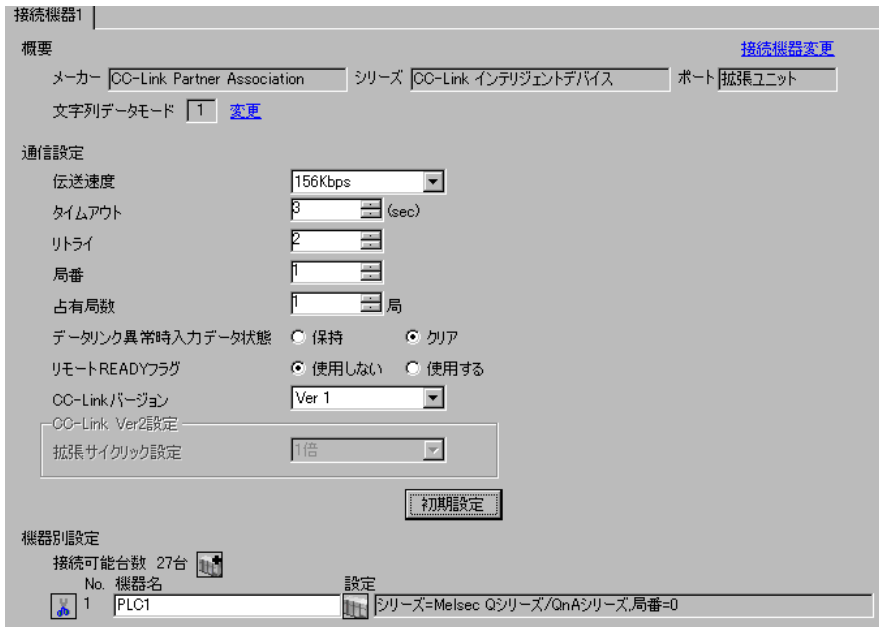 接続機器1
概要 接続機器変更
メーカー CC-Link Partner Association シリーズ CC-Link インテリジェントデバイス ポート 拡張ユニット
文字列データモード 1 変更
通信設定
伝送速度 156Kbps
タイムアウト 3 (sec)
リトライ 2
局番 1
占有局数 1 局
データリンク異常時入力データ状態 保持 クリア
リモートREADYフラグ 使用しない 使用する
CC-Linkバージョン Ver 1
CC-Link Ver2設定
拡張サイクリック設定 1倍
初期設定
機器別設定
接続可能台数 27台
No. 機器名 設定
1 PLC1 シリーズ=Melsec Qシリーズ/QnAシリーズ,局番=0